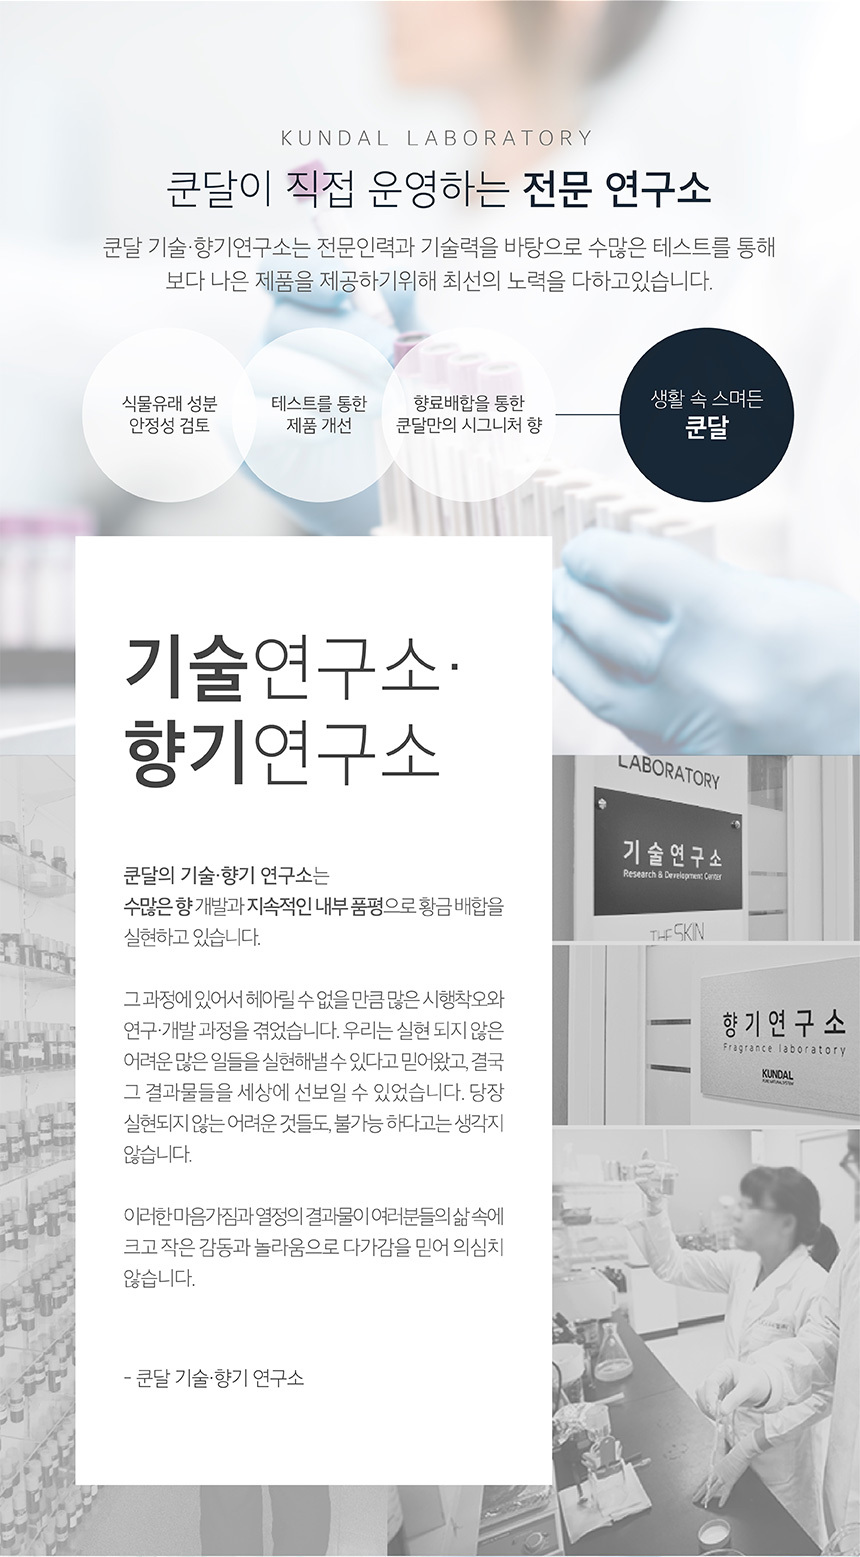 KUNDAL LABORATORY
쿤달이 직접 운영하는 전문 연구소
쿤달 기술·향기연구소는 전문인력과 기술력을 바탕으로 수많은 테스트를 통해
보다 나은 제품을 제공하기위해 최선의 노력을 다하고있습니다.
식물유래 성분
안정성 검토
테스트를 통한
제품 개선
향료배합을 통한
쿤달만의 시그니처 향
생활 속 스며든
쿤달
기술연구소·
향기연구소
쿤달의 기술·향기 연구소는
수많은 향 개발과 지속적인 내부 품평으로 황금 배합을
실현하고 있습니다.
그 과정에 있어서 헤아릴 수 없을 만큼 많은 시행착오와
연구·개발 과정을 겪었습니다. 우리는 실현 되지 않은
어려운 많은 일들을 실현해낼 수 있다고 믿어왔고, 결국
그 결과물들을 세상에 선보일 수 있었습니다. 당장
실현되지 않는 어려운 것들도, 불가능 하다고는 생각지
않습니다.
이러한 마음가짐과 열정의 결과물이 여러분들의 삶 속에
크고 작은 감동과 놀라움으로 다가감을 믿어 의심치
않습니다.
- 쿤달 기술·향기 연구소
LABORATORY
기술연구소
Research & Development Center
THE SKIN
향기연구소
Fragrance laboratory
KUNDAL
PURE NATURAL SYSTEM